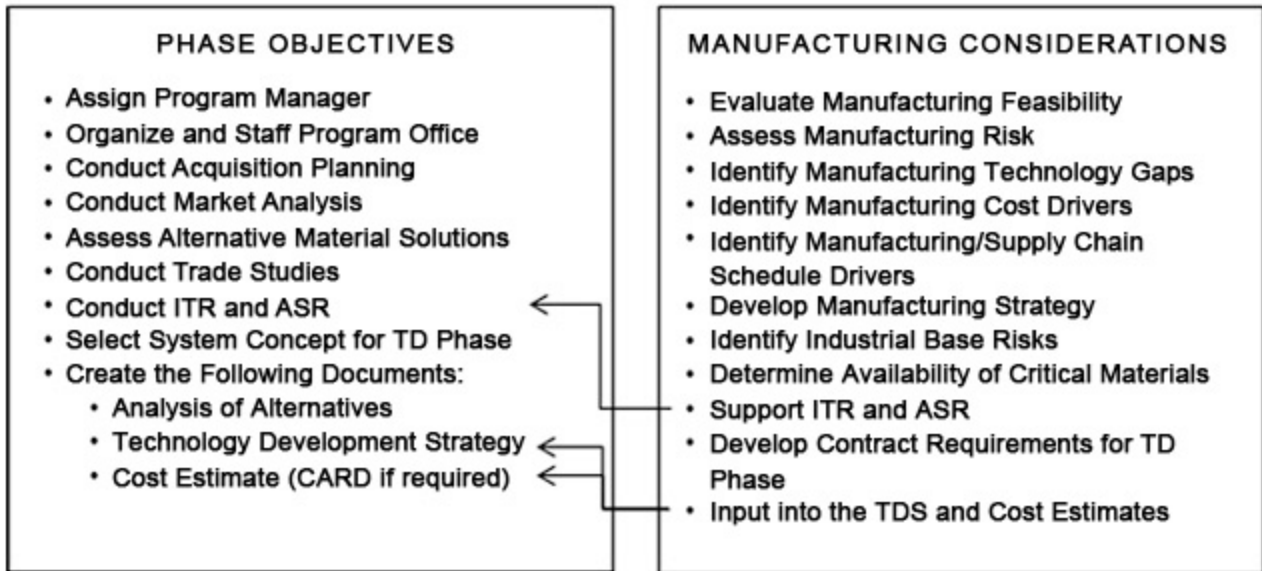 PHASE OBJECTIVES
• Assign Program Manager
• Organize and Staff Program Office
• Conduct Acquisition Planning
• Conduct Market Analysis
• Assess Alternative Material Solutions
• Conduct Trade Studies
• Conduct ITR and ASR
• Select System Concept for TD Phase
• Create the Following Documents:
• Analysis of Alternatives
• Technology Development Strategy
• Cost Estimate (CARD if required)
MANUFACTURING CONSIDERATIONS
• Evaluate Manufacturing Feasibility
• Assess Manufacturing Risk
• Identify Manufacturing Technology Gaps
• Identify Manufacturing Cost Drivers
• Identify Manufacturing/Supply Chain
Schedule Drivers
• Develop Manufacturing Strategy
• Identify Industrial Base Risks
• Determine Availability of Critical Materials
• Support ITR and ASR
• Develop Contract Requirements for TD
Phase
• Input into the TDS and Cost Estimates